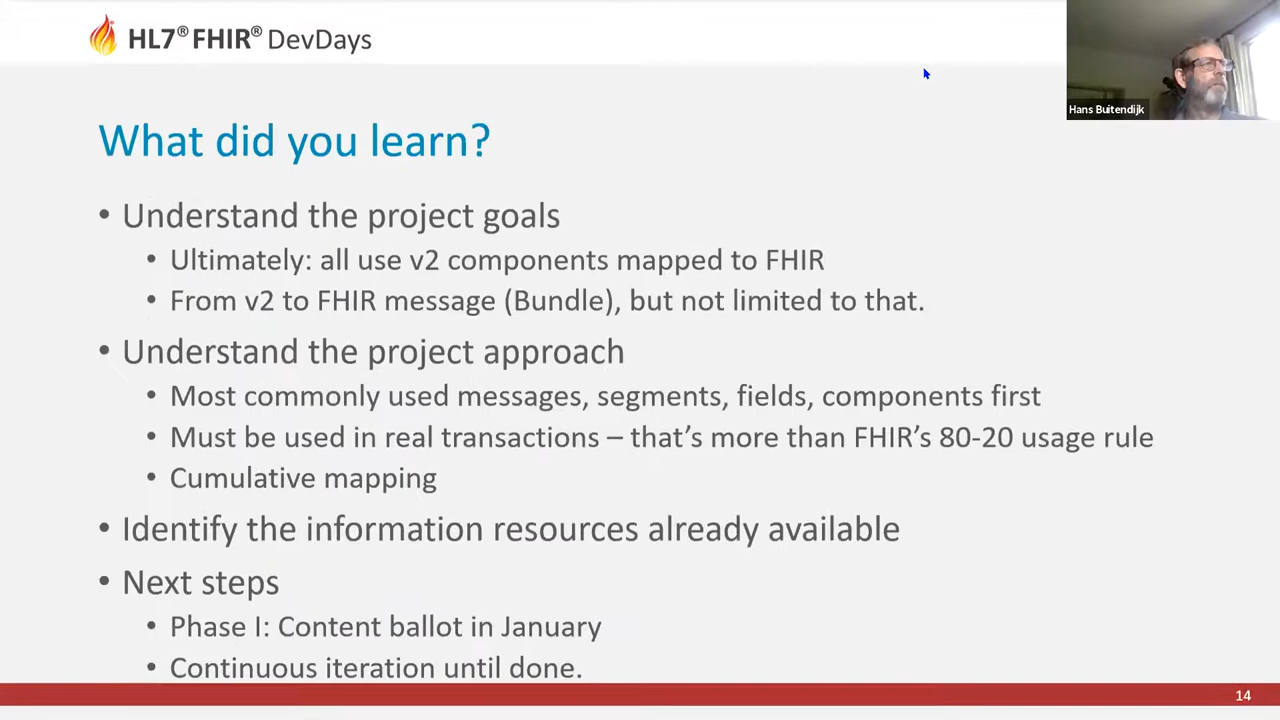 HL7® FHIR® DevDays
Hans Buitendijk
What did you learn?
• Understand the project goals
• Ultimately: all use v2 components mapped to FHIR
• From v2 to FHIR message (Bundle), but not limited to that.
• Understand the project approach
• Most commonly used messages, segments, fields, components first
• Must be used in real transactions – that’s more than FHIR’s 80-20 usage rule
• Cumulative mapping
• Identify the information resources already available
• Next steps
• Phase I: Content ballot in January
• Continuous iteration until done.
14